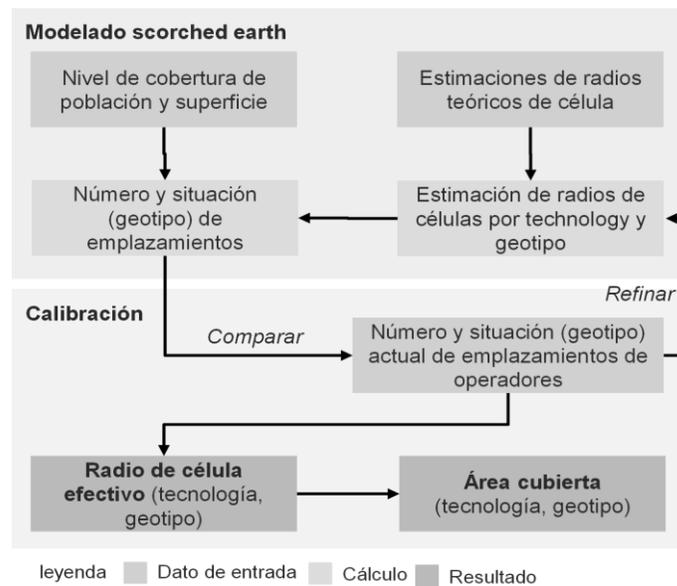 Modelado scorched earth
Nivel de cobertura de
población y superficie
Estimaciones de radios
teóricos de célula
Número y situación
(geotipo) de
emplazamientos
Estimación de radios de
células por technology y
geotipo
Refinar
Calibración
Comparar
Número y situación (geotipo)
actual de emplazamientos de
operadores
Radio de célula
efectivo (tecnología,
geotipo)
Área cubierta
(tecnología, geotipo)
leyenda Dato de entrada Cálculo Resultado